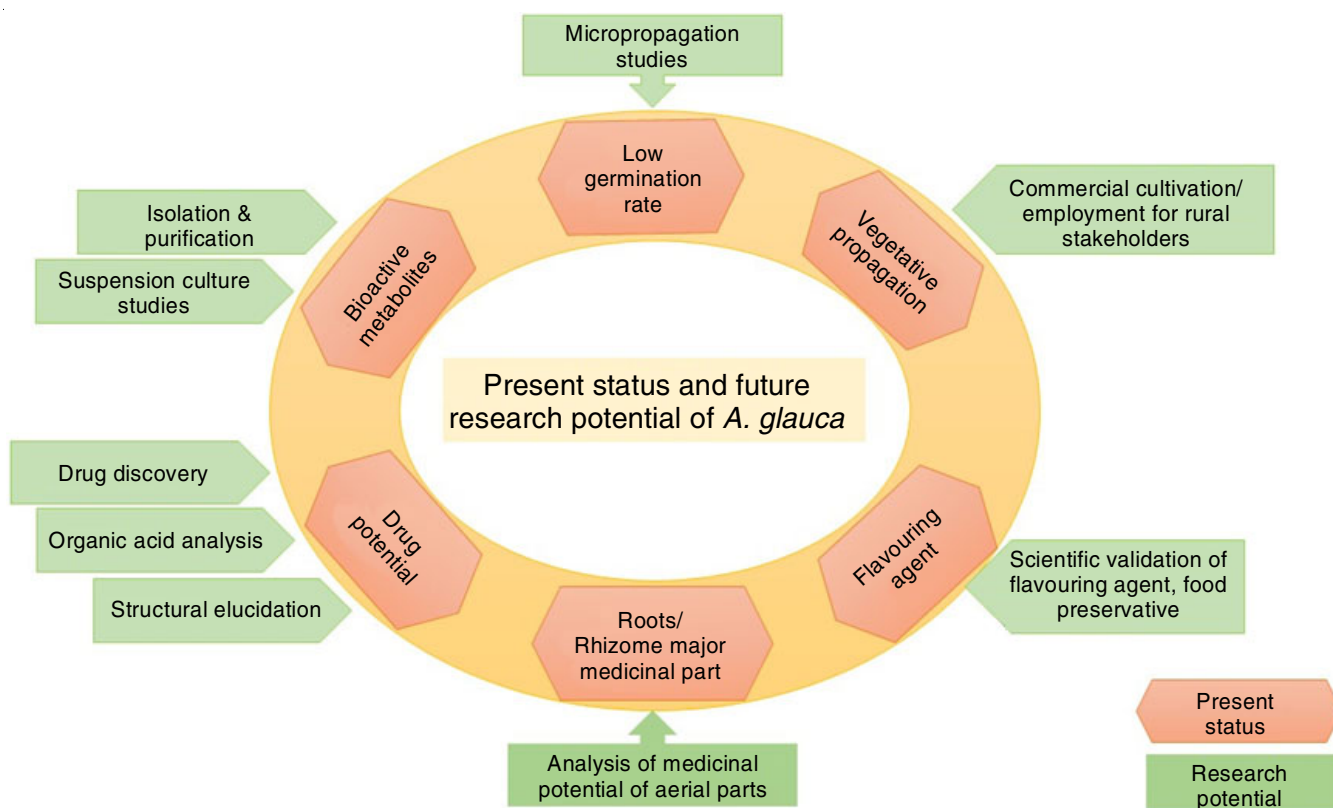 Micropropagation
studies
Low
germination
rate
Commercial cultivation/
employment for rural
stakeholders
Vegetative
propagation
Isolation &
purification
Suspension culture
studies
Bioactive
metabolites
Present status and future
research potential of A. glauca
Drug discovery
Organic acid analysis
Structural elucidation
Drug
potential
Roots/
Rhizome major
medicinal part
Flavouring
agent
Scientific validation of
flavouring agent, food
preservative
Analysis of medicinal
potential of aerial parts
Present
status
Research
potential